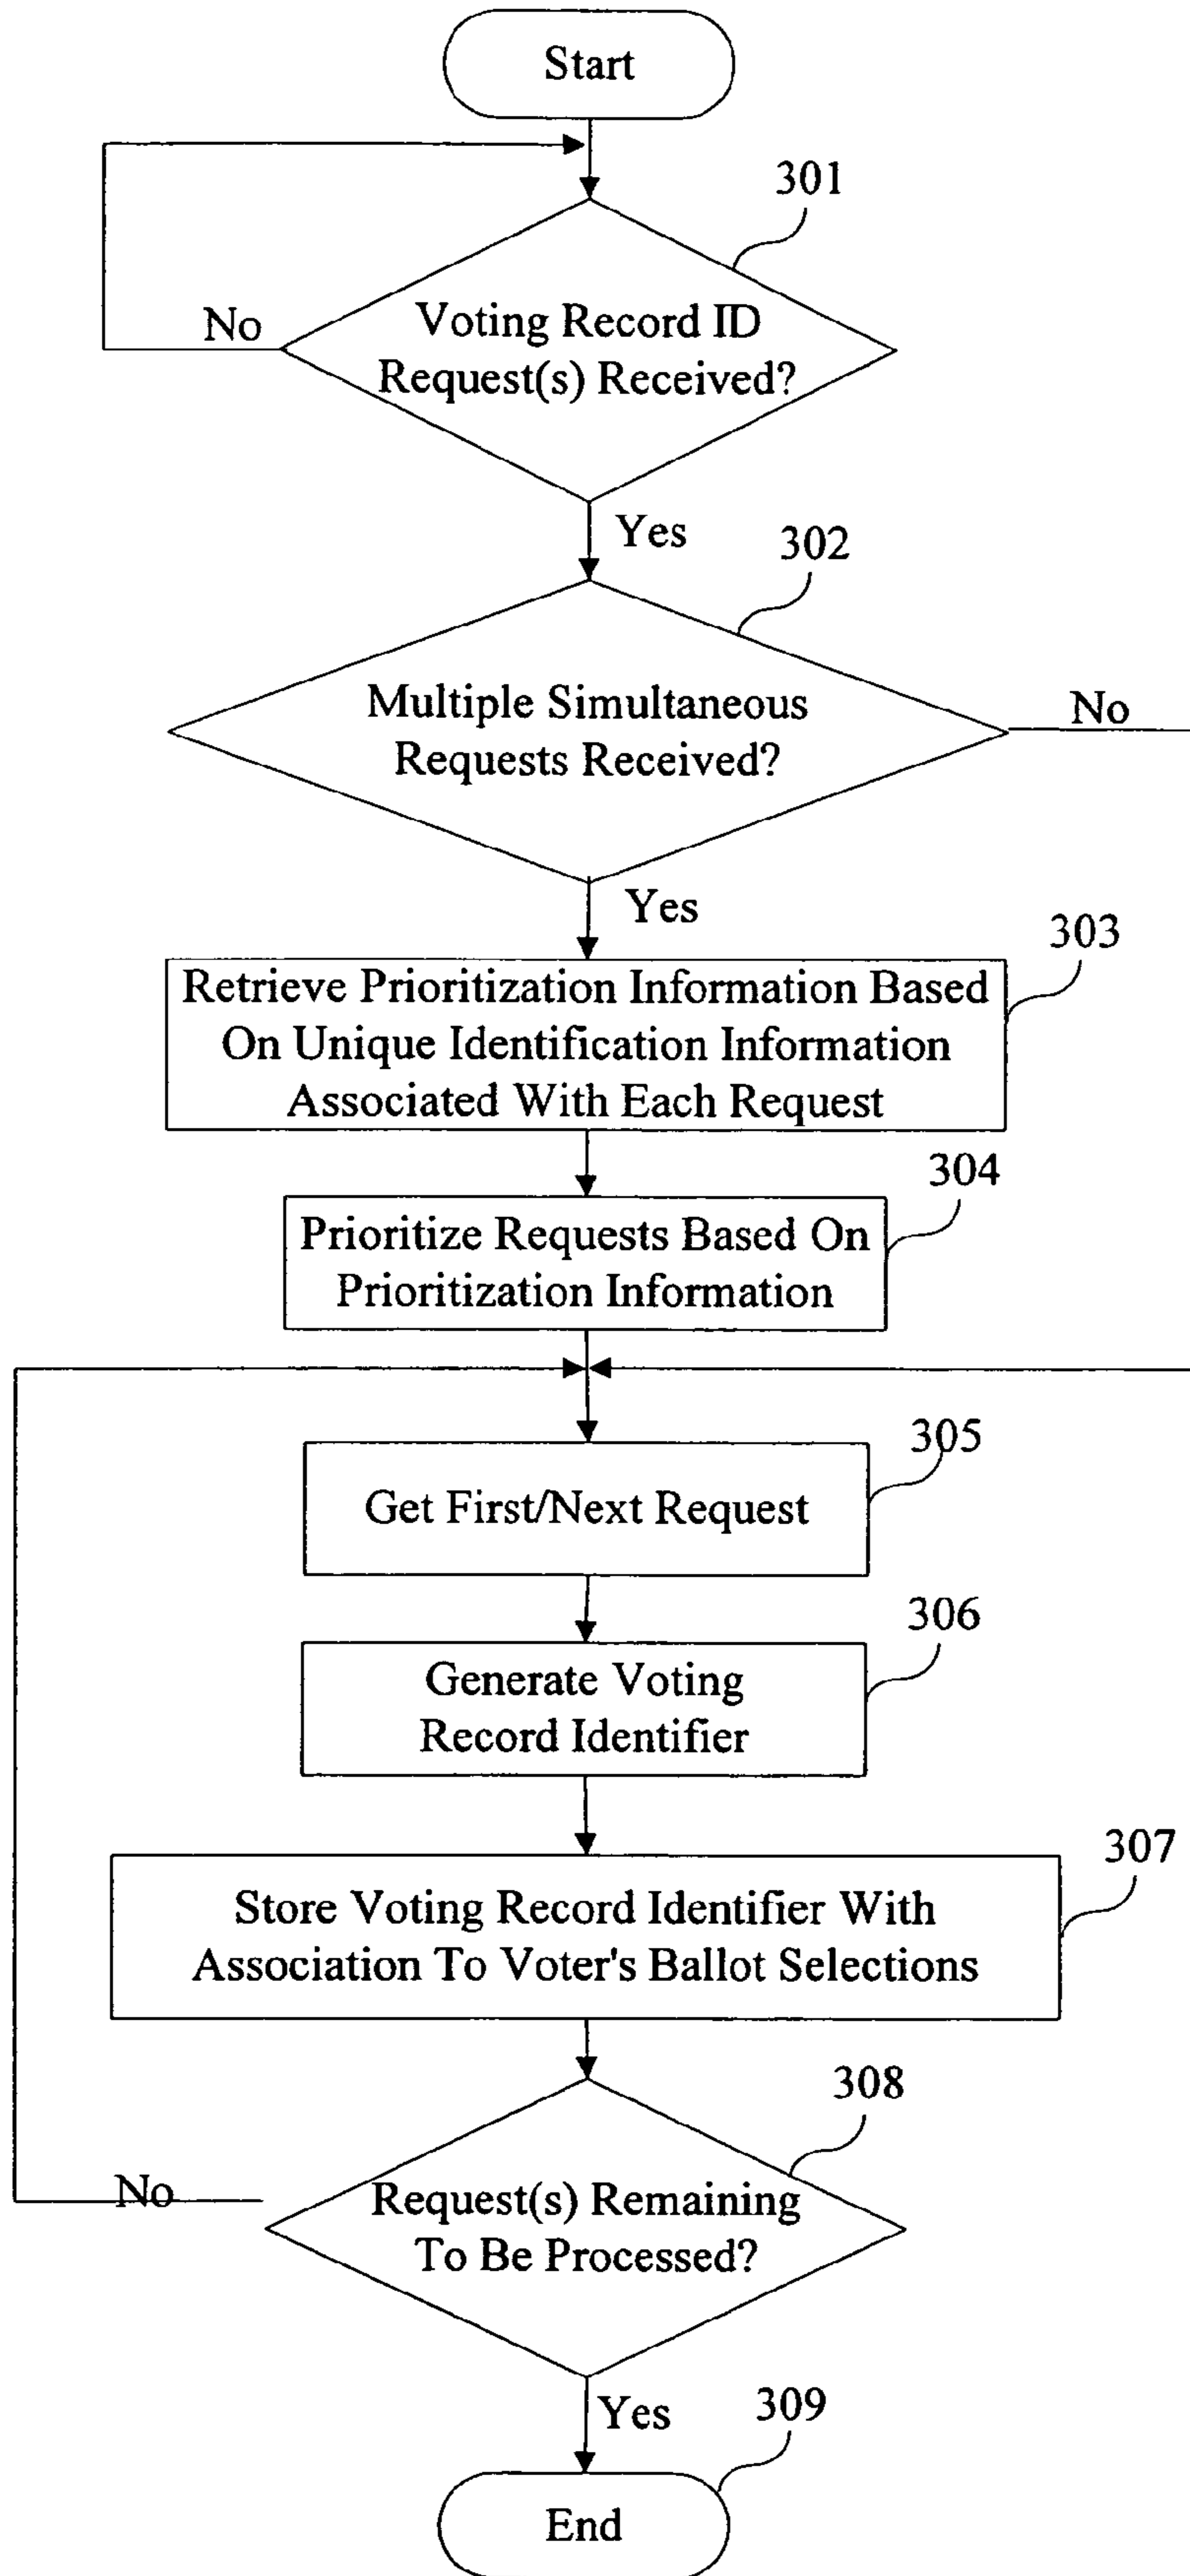 Start
301
No
Voting Record ID
Request(s) Received?
Yes
302
Multiple Simultaneous
Requests Received?
No
Yes
303
Retrieve Prioritization Information Based
On Unique Identification Information
Associated With Each Request
304
Prioritize Requests Based On
Prioritization Information
305
Get First/Next Request
306
Generate Voting
Record Identifier
307
Store Voting Record Identifier With
Association To Voter's Ballot Selections
308
No
Request(s) Remaining
To Be Processed?
Yes
309
End